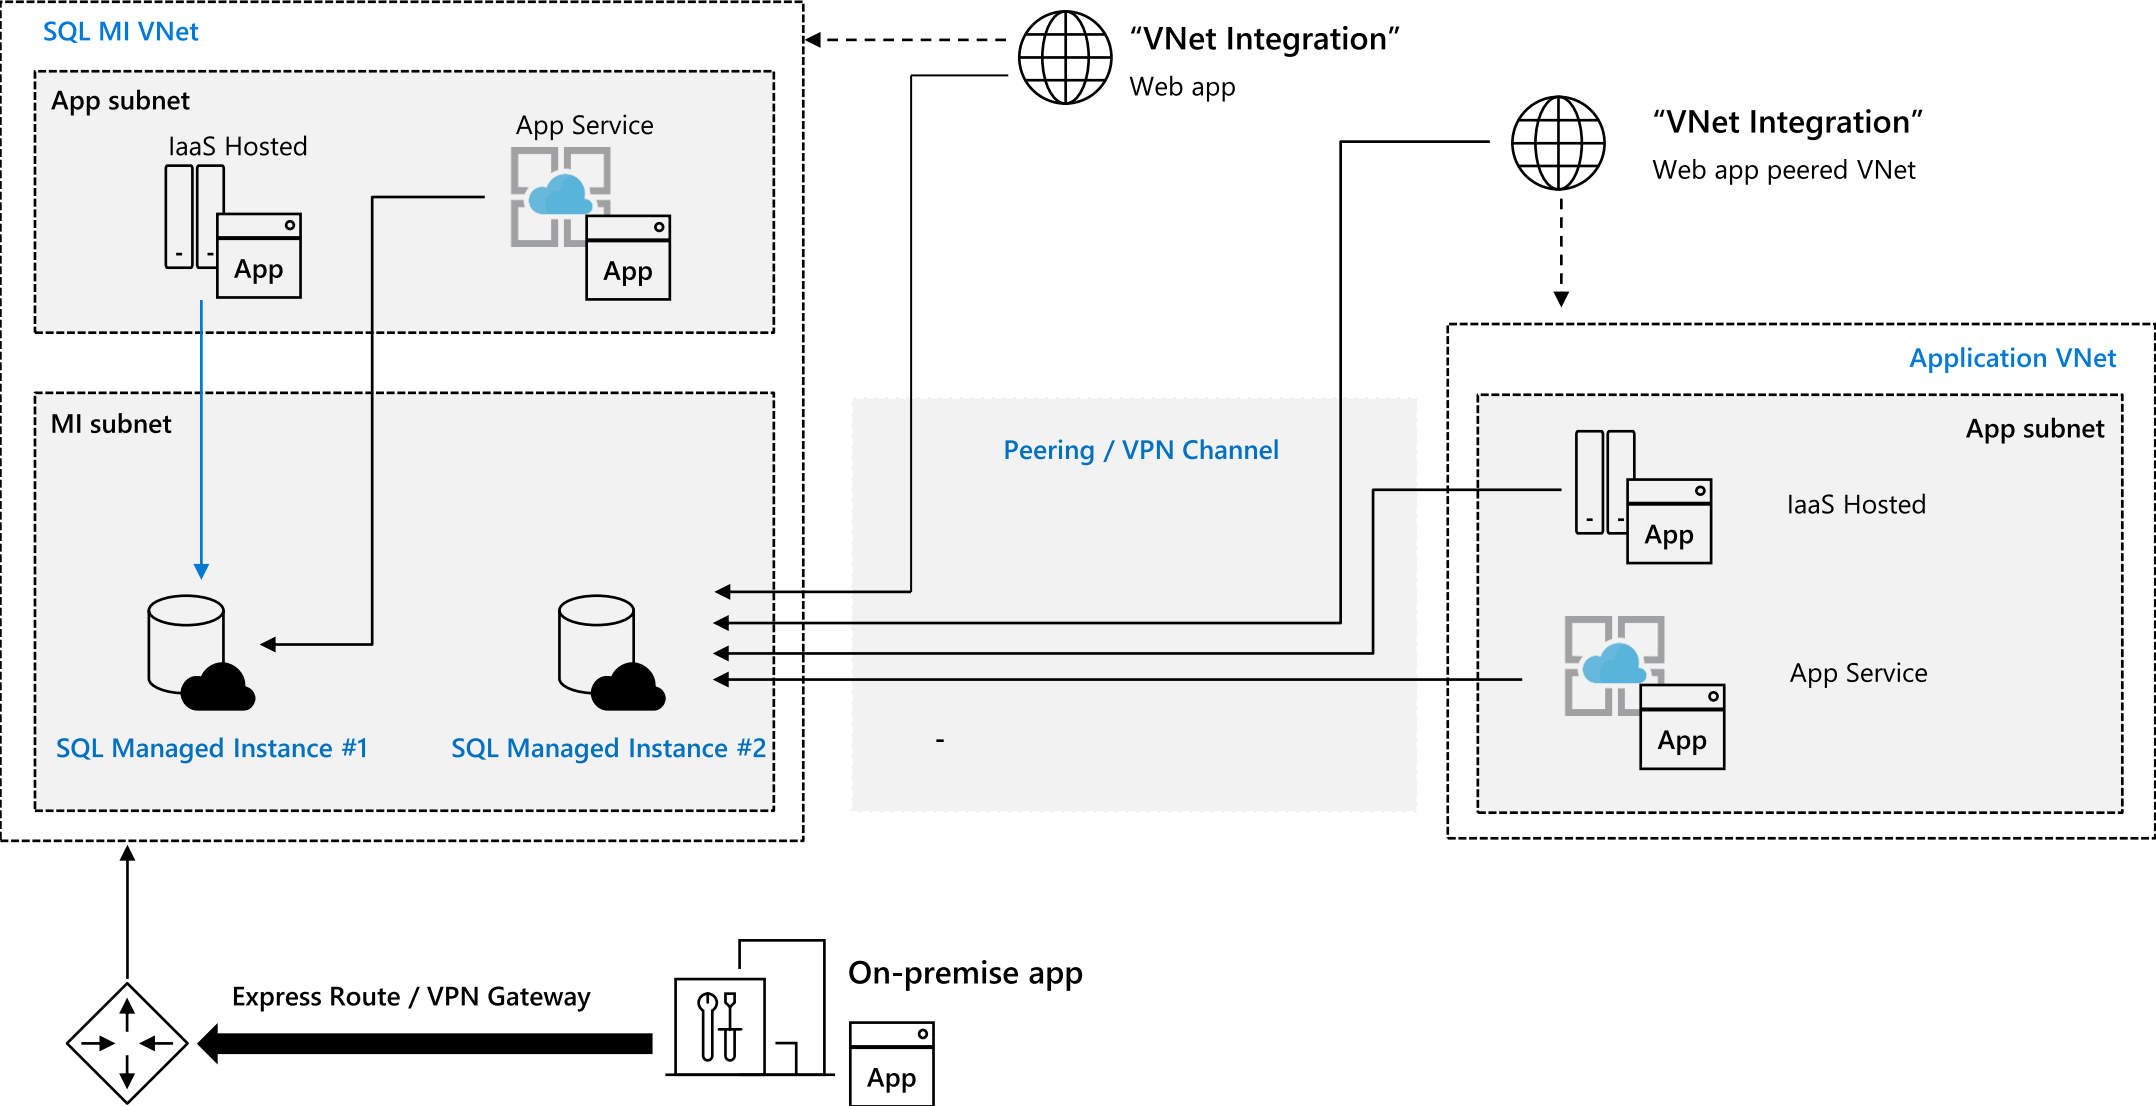 SQL MI VNet
App subnet
IaaS Hosted
App
App Service
App
MI subnet
SQL Managed Instance #1
SQL Managed Instance #2
“VNet Integration”
Web app
“VNet Integration”
Web app peered VNet
Peering / VPN Channel
-
Application VNet
App subnet
IaaS Hosted
App
App Service
App
Express Route / VPN Gateway
On-premise app
App